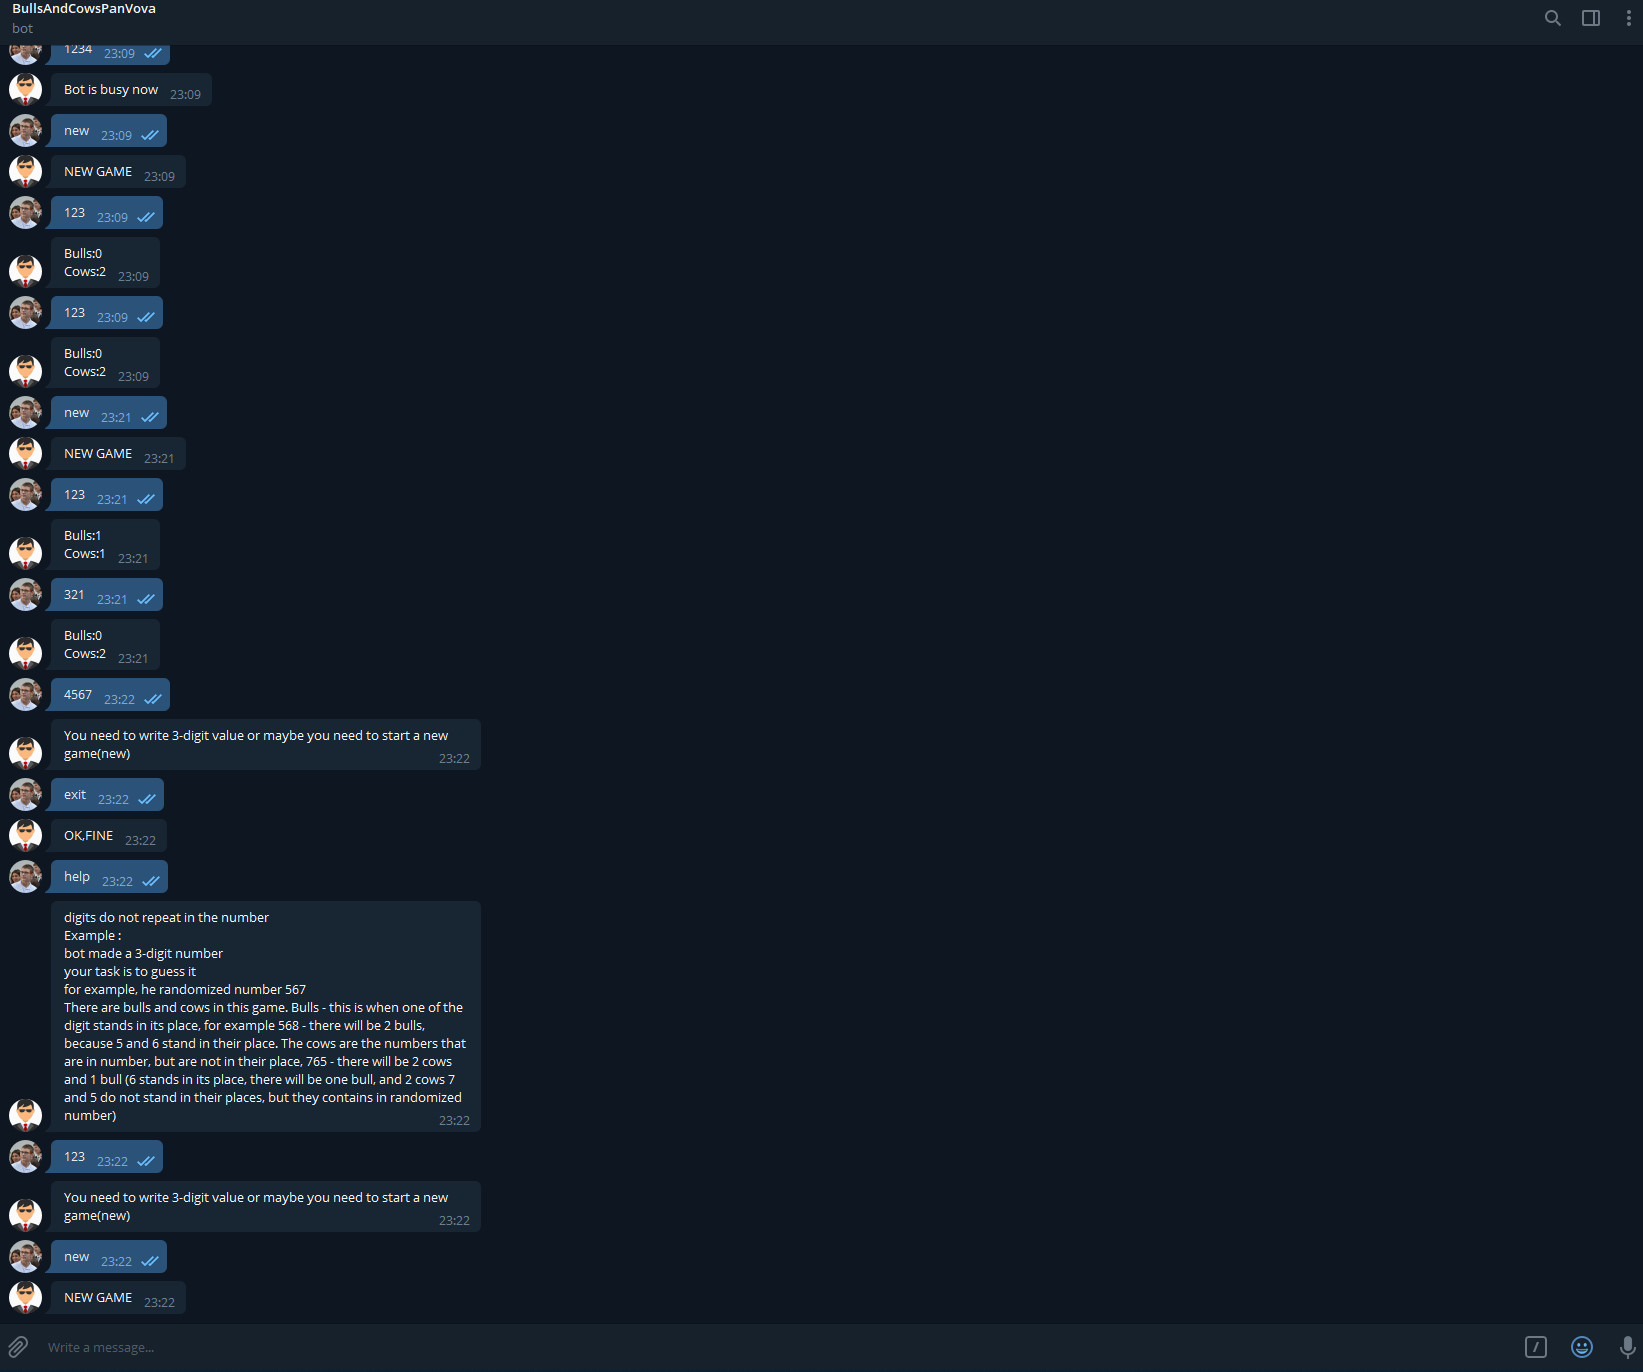 BullsAndCowsPanVova
bot
1234 23:09
Bot is busy now 23:09
new 23:09
NEW GAME 23:09
123 23:09
Bulls:0
Cows:2 23:09
123 23:09
Bulls:0
Cows:2 23:09
new 23:21
NEW GAME 23:21
123 23:21
Bulls:1
Cows:1 23:21
321 23:21
Bulls:0
Cows:2 23:21
4567 23:22
You need to write 3-digit value or maybe you need to start a new
game(new) 23:22
exit 23:22
OK,FINE 23:22
help 23:22
digits do not repeat in the number
Example :
bot made a 3-digit number
your task is to guess it
for example, he randomized number 567
There are bulls and cows in this game. Bulls - this is when one of the
digit stands in its place, for example 568 - there will be 2 bulls,
because 5 and 6 stand in their place. The cows are the numbers that
are in number, but are not in their place, 765 - there will be 2 cows
and 1 bull (6 stands in its place, there will be one bull, and 2 cows 7
and 5 do not stand in their places, but they contains in randomized
number) 23:22
123 23:22
You need to write 3-digit value or maybe you need to start a new
game(new) 23:22
new 23:22
NEW GAME 23:22
Write a message...